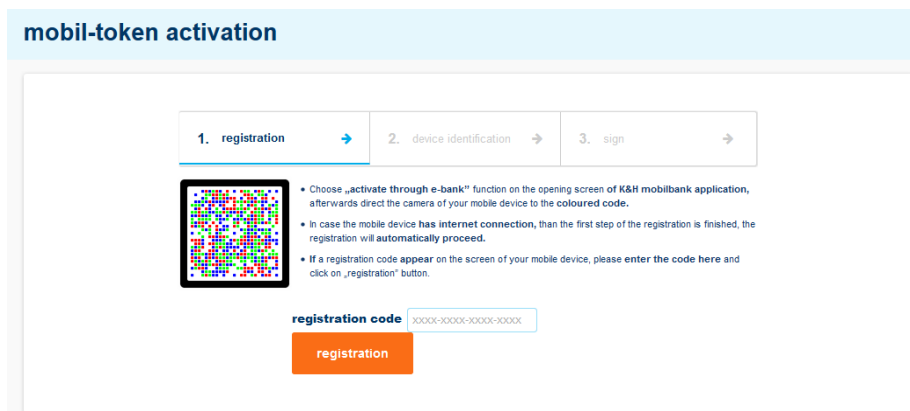 mobil-token activation
1. registration
2. device identification
3. sign
• Choose „activate through e-bank” function on the opening screen of K&H mobilbank application,
afterwards direct the camera of your mobile device to the coloured code.
• In case the mobile device has internet connection, than the first step of the registration is finished, the
registration will automatically proceed.
• If a registration code appear on the screen of your mobile device, please enter the code here and
click on „registration” button.
registration code xxxx-xxxx-xxxx-xxxx
registration